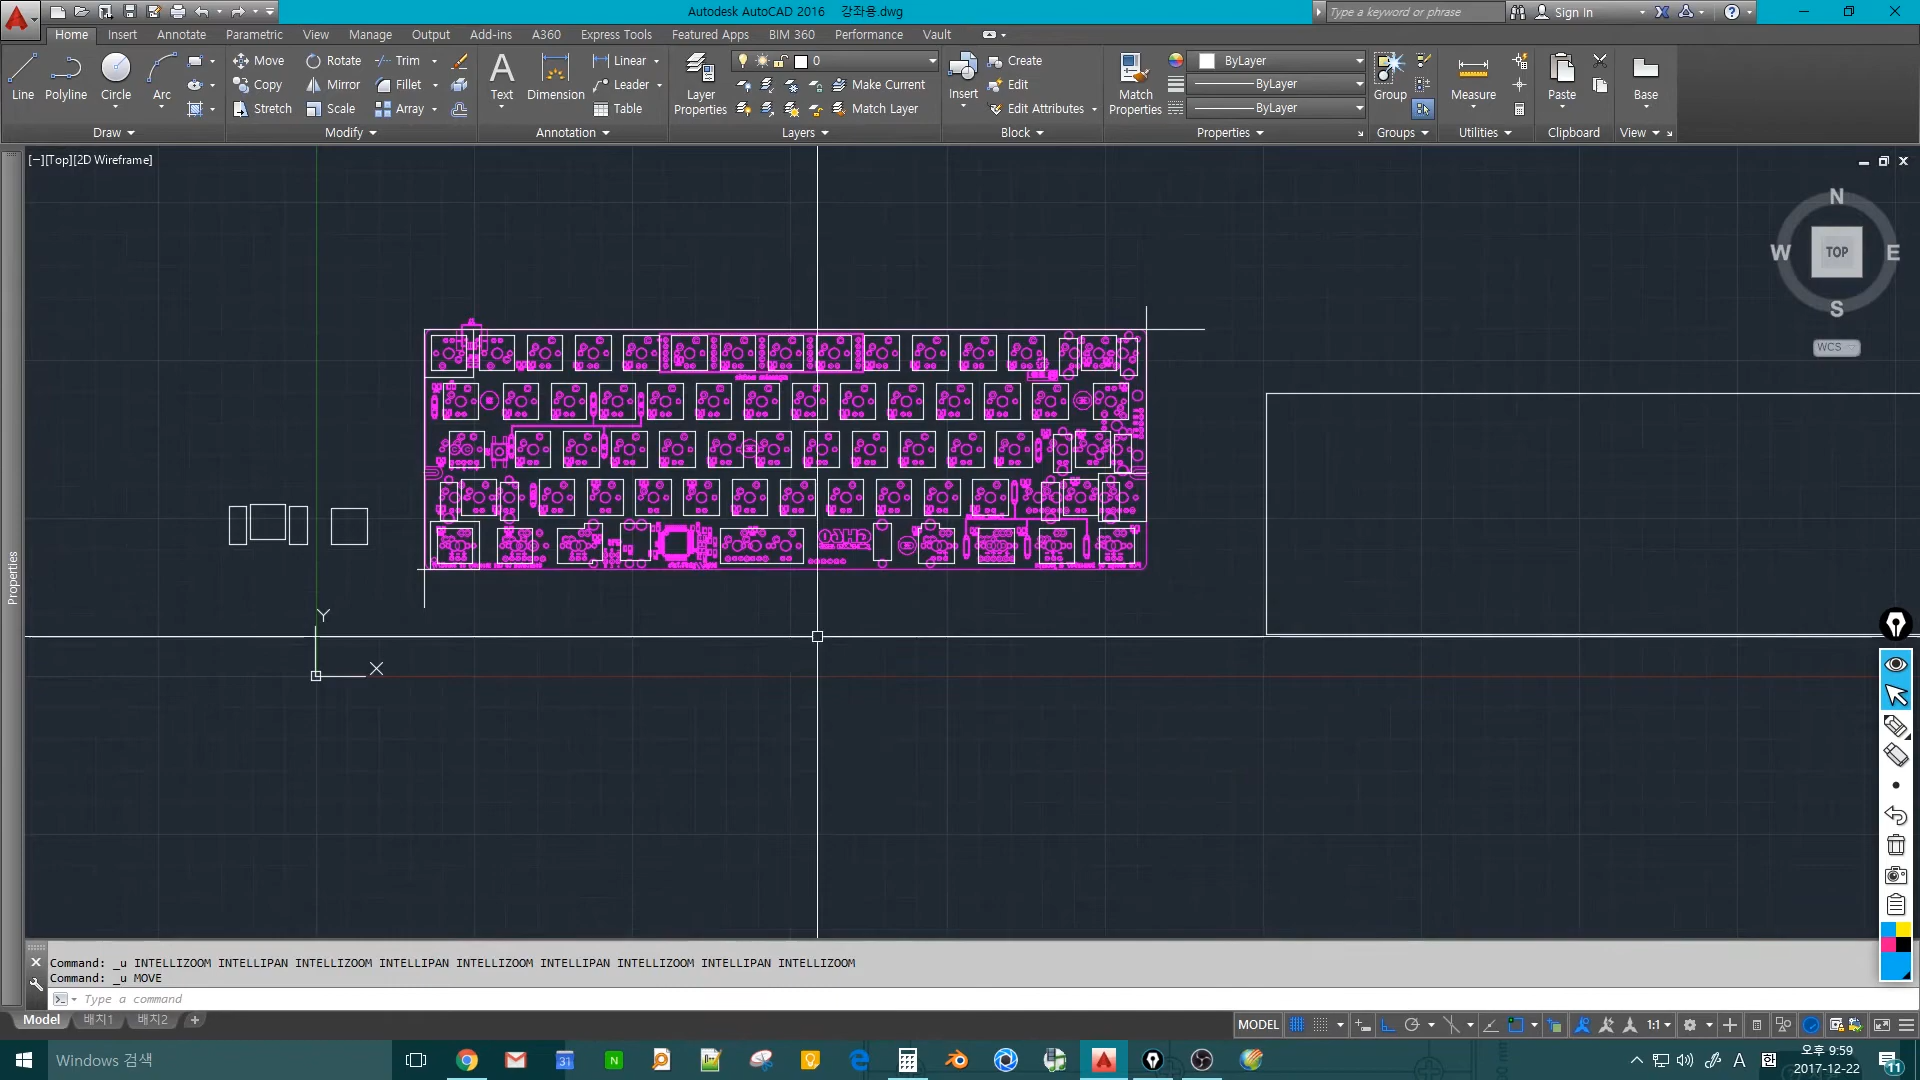 Autodesk AutoCAD 2016 강좌용.dwg
Type a keyword or phrase
Sign In
Home Insert Annotate Parametric View Manage Output Add-ins A360 Express Tools Featured Apps BIM 360 Performance Vault
Line Polyline Circle Arc
Move Rotate Trim
Copy Mirror Fillet
Stretch Scale Array
Text Dimension
Linear
Leader
Table
Layer Properties
0
Make Current
Match Layer
Insert
Create
Edit
Edit Attributes
Match Properties
ByLayer
ByLayer
ByLayer
Group
Measure
Paste
Base
Draw Modify Annotation Layers Block Properties Groups Utilities Clipboard View
[−][Top][2D Wireframe]
N
W TOP E
S
WCS
Properties
Y
X
Command: _u INTELLIZOOM INTELLIPAN INTELLIZOOM INTELLIPAN INTELLIZOOM INTELLIPAN INTELLIZOOM INTELLIPAN INTELLIZOOM
Command: _u MOVE
Type a command
Model 배치1 배치2 +
MODEL 1:1
Windows 검색
31 N A 오후 9:59
2017-12-22
11